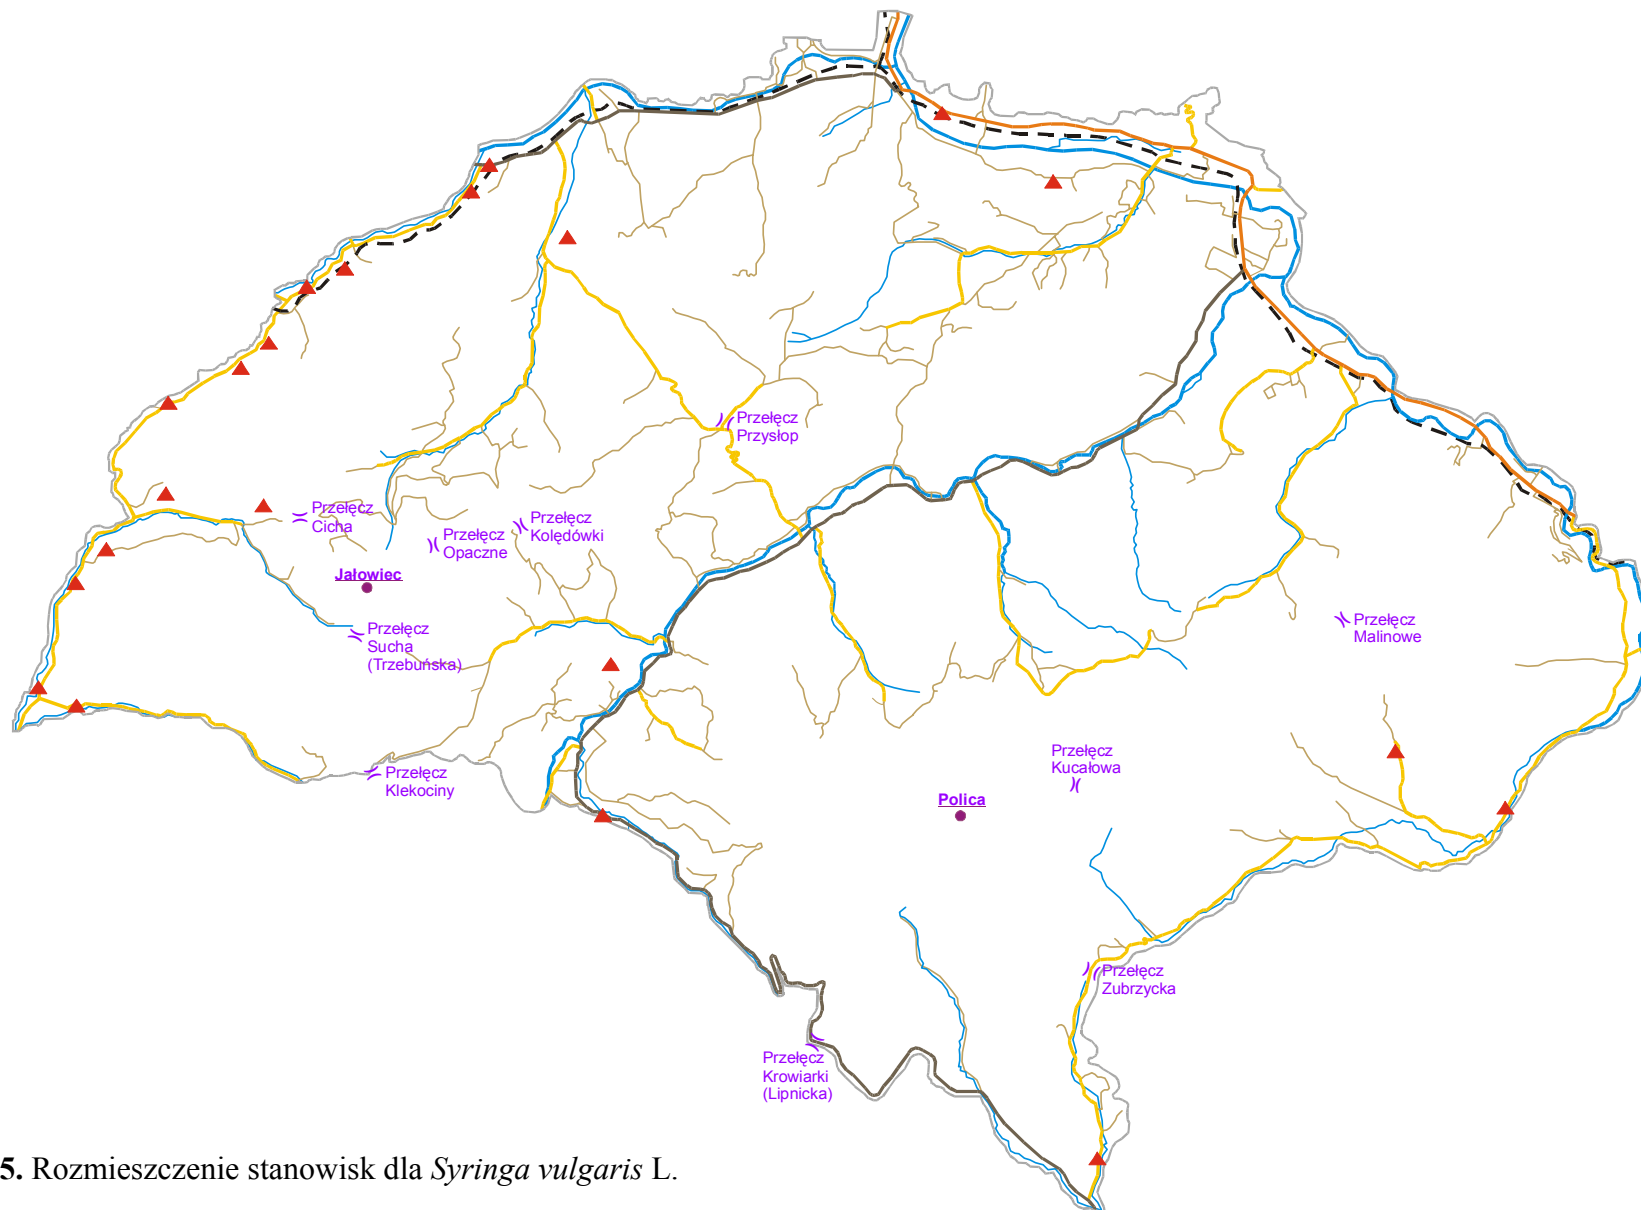 Przełęcz
Przysłop
Przełęcz
Cicha
Przełęcz
Kolędówki
Przełęcz
Opaczne
Jałowiec
Przełęcz
Sucha
(Trzebuńska)
Przełęcz
Malinowe
Przełęcz
Klekociny
Przełęcz
Kucałowa
Polica
Przełęcz
Zubrzycka
Przełęcz
Krowiarki
(Lipnicka)
5. Rozmieszczenie stanowisk dla Syringa vulgaris L.